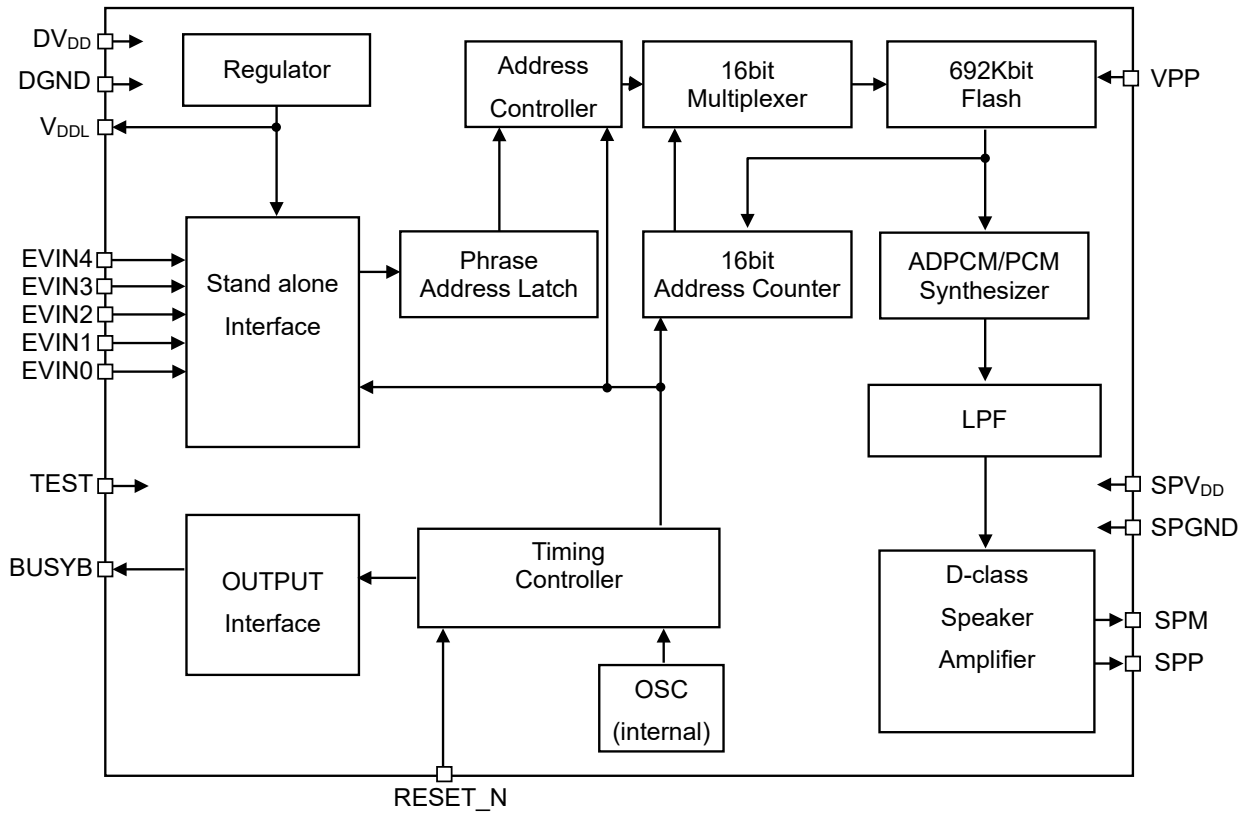 DVDD
DGND
VDDL
EVIN4
EVIN3
EVIN2
EVIN1
EVIN0
TEST
BUSYB
Regulator
Stand alone
Interface
OUTPUT
Interface
Address
Controller
Phrase
Address Latch
16bit
Multiplexer
16bit
Address Counter
Timing
Controller
OSC
(internal)
RESET_N
692Kbit
Flash
ADPCM/PCM
Synthesizer
LPF
D-class
Speaker
Amplifier
VPP
SPVDD
SPGND
SPM
SPP